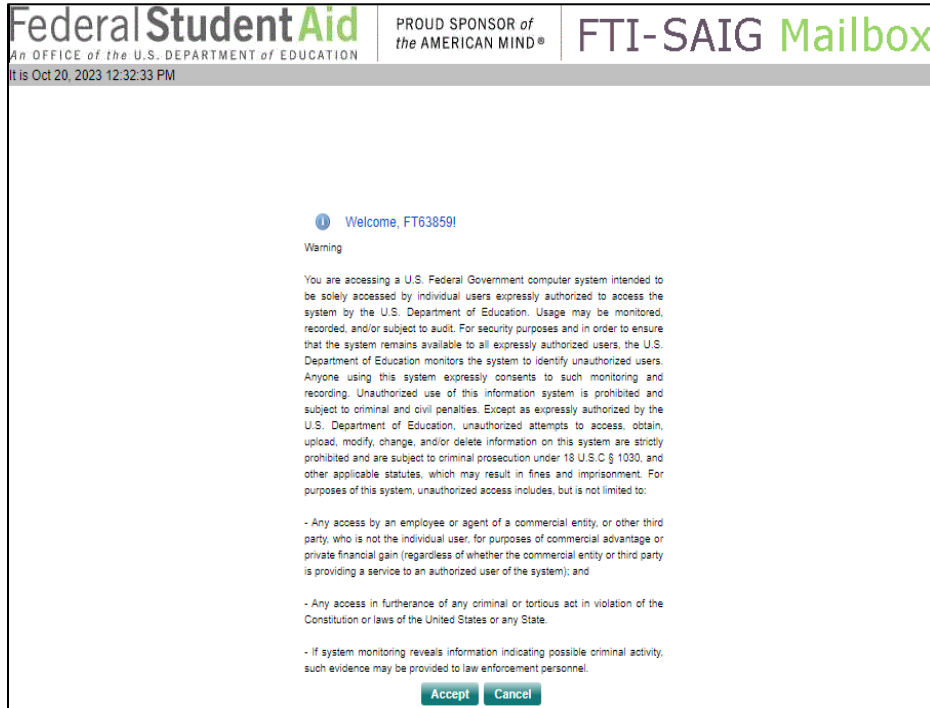 Federal Student Aid
An OFFICE of the U.S. DEPARTMENT of EDUCATION
PROUD SPONSOR of
the AMERICAN MIND®
FTI-SAIG Mailbox
It is Oct 20, 2023 12:32:33 PM
Welcome, FT63859!
Warning
You are accessing a U.S. Federal Government computer system intended to
be solely accessed by individual users expressly authorized to access the
system by the U.S. Department of Education. Usage may be monitored,
recorded, and/or subject to audit. For security purposes and in order to ensure
that the system remains available to all expressly authorized users, the U.S.
Department of Education monitors the system to identify unauthorized users.
Anyone using this system expressly consents to such monitoring and
recording. Unauthorized use of this information system is prohibited and
subject to criminal and civil penalties. Except as expressly authorized by the
U.S. Department of Education, unauthorized attempts to access, obtain,
upload, modify, change, and/or delete information on this system are strictly
prohibited and are subject to criminal prosecution under 18 U.S.C § 1030, and
other applicable statutes, which may result in fines and imprisonment. For
purposes of this system, unauthorized access includes, but is not limited to:
- Any access by an employee or agent of a commercial entity, or other third
party, who is not the individual user, for purposes of commercial advantage or
private financial gain (regardless of whether the commercial entity or third party
is providing a service to an authorized user of the system); and
- Any access in furtherance of any criminal or tortious act in violation of the
Constitution or laws of the United States or any State.
- If system monitoring reveals information indicating possible criminal activity,
such evidence may be provided to law enforcement personnel.
Accept Cancel